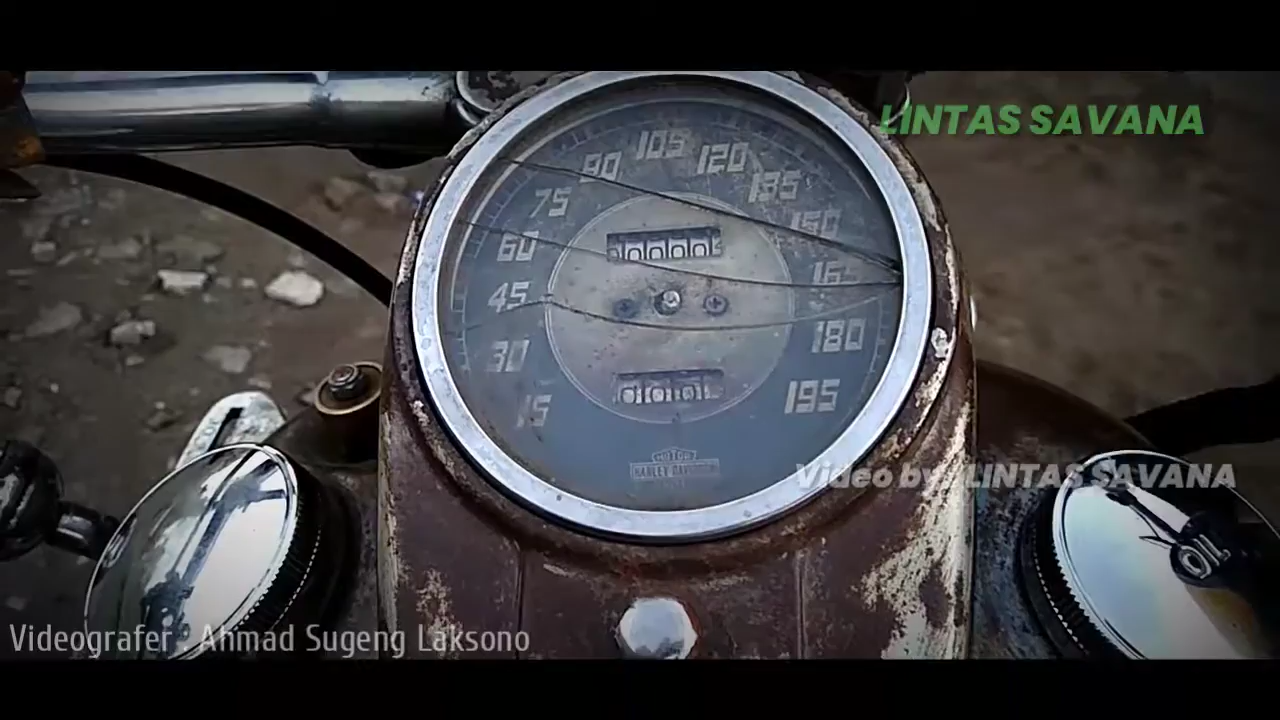 LINTAS SAVANA
105
90
120
75
135
150
60
45
180
30
195
15
00000
MOTOR
HARLEY-DAVIDSON
Video by : LINTAS SAVANA
OIL
Videografer : Ahmad Sugeng Laksono